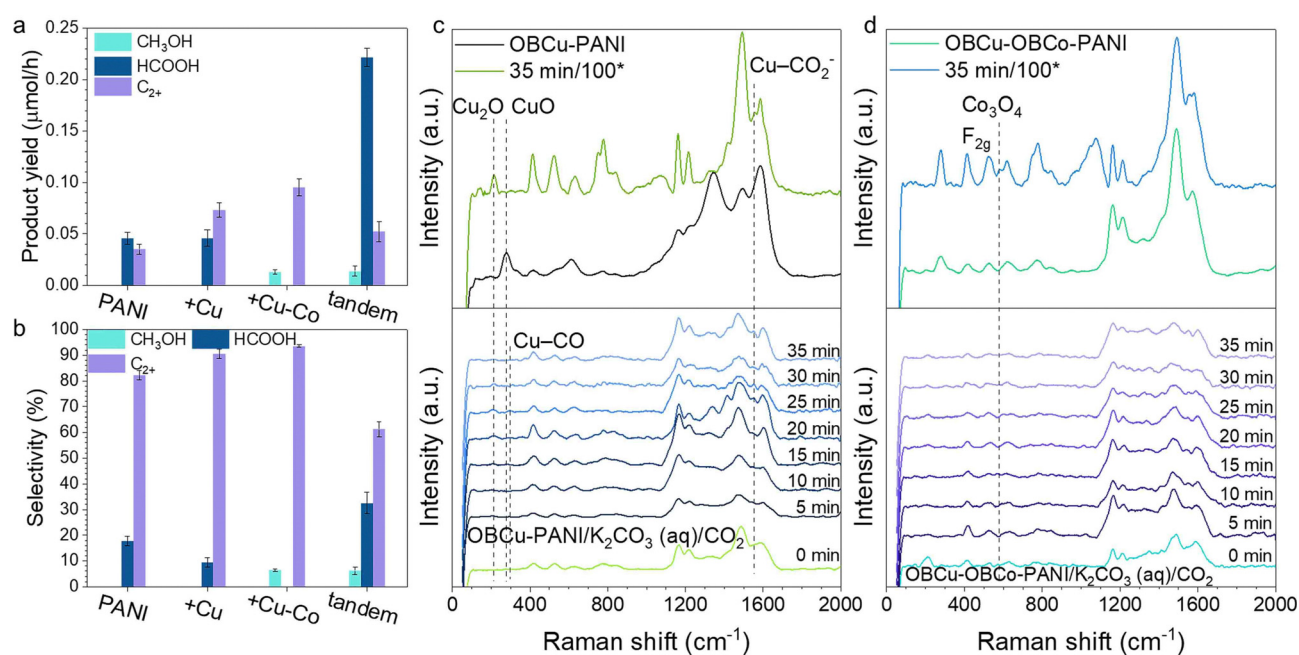 a
CH₃OH
HCOOH
C₂₊
Product yield (μmol/h)
0.25
0.20
0.15
0.10
0.05
0.00
PANI
+Cu
+Cu-Co
tandem
b
CH₃OH
HCOOH
C₂₊
Selectivity (%)
100
90
80
70
60
50
40
30
20
10
0
PANI
+Cu
+Cu-Co
tandem
c
OBCu-PANI
35 min/100*
Cu–CO₂⁻
Cu₂O
CuO
Intensity (a.u.)
Cu–CO
35 min
30 min
25 min
20 min
15 min
10 min
5 min
0 min
OBCu-PANI/K₂CO₃ (aq)/CO₂
Intensity (a.u.)
0 400 800 1200 1600 2000
Raman shift (cm⁻¹)
d
OBCu-OBCo-PANI
35 min/100*
Co₃O₄
F₂g
Intensity (a.u.)
35 min
30 min
25 min
20 min
15 min
10 min
5 min
0 min
OBCu-OBCo-PANI/K₂CO₃ (aq)/CO₂
Intensity (a.u.)
0 400 800 1200 1600 2000
Raman shift (cm⁻¹)